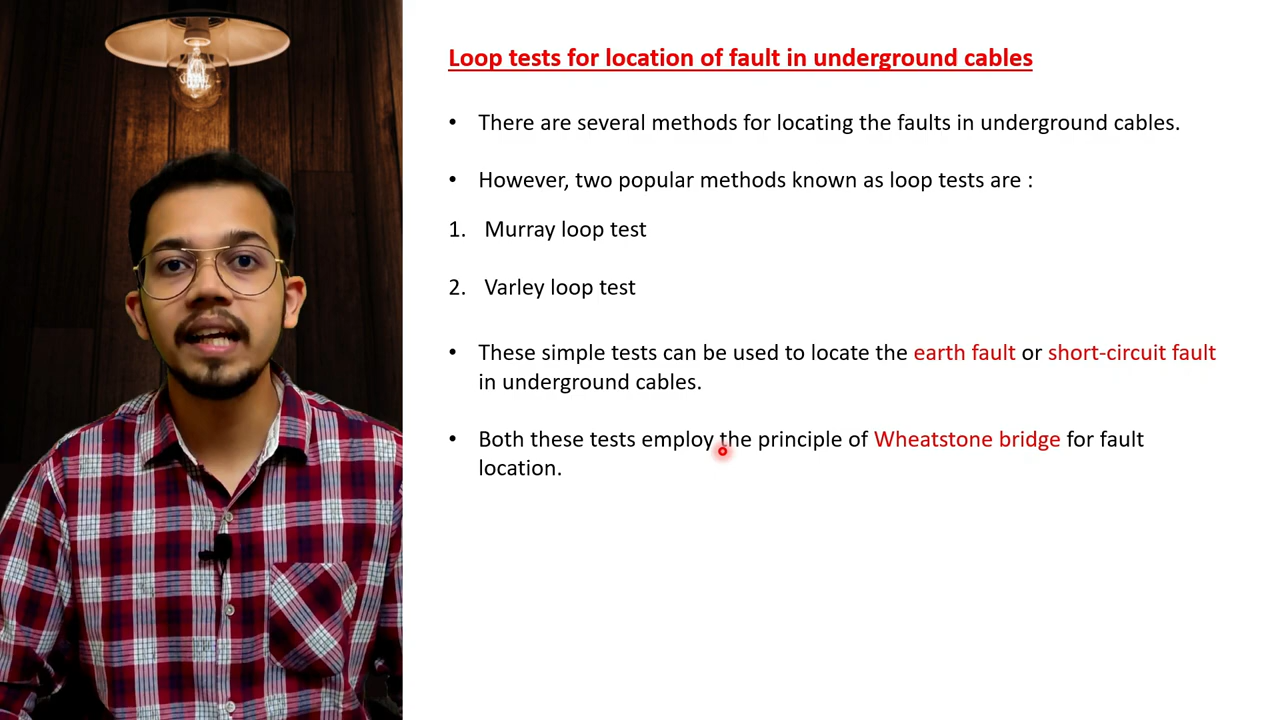 Loop tests for location of fault in underground cables
• There are several methods for locating the faults in underground cables.
• However, two popular methods known as loop tests are :
1. Murray loop test
2. Varley loop test
• These simple tests can be used to locate the earth fault or short-circuit fault
in underground cables.
• Both these tests employ the principle of Wheatstone bridge for fault
location.